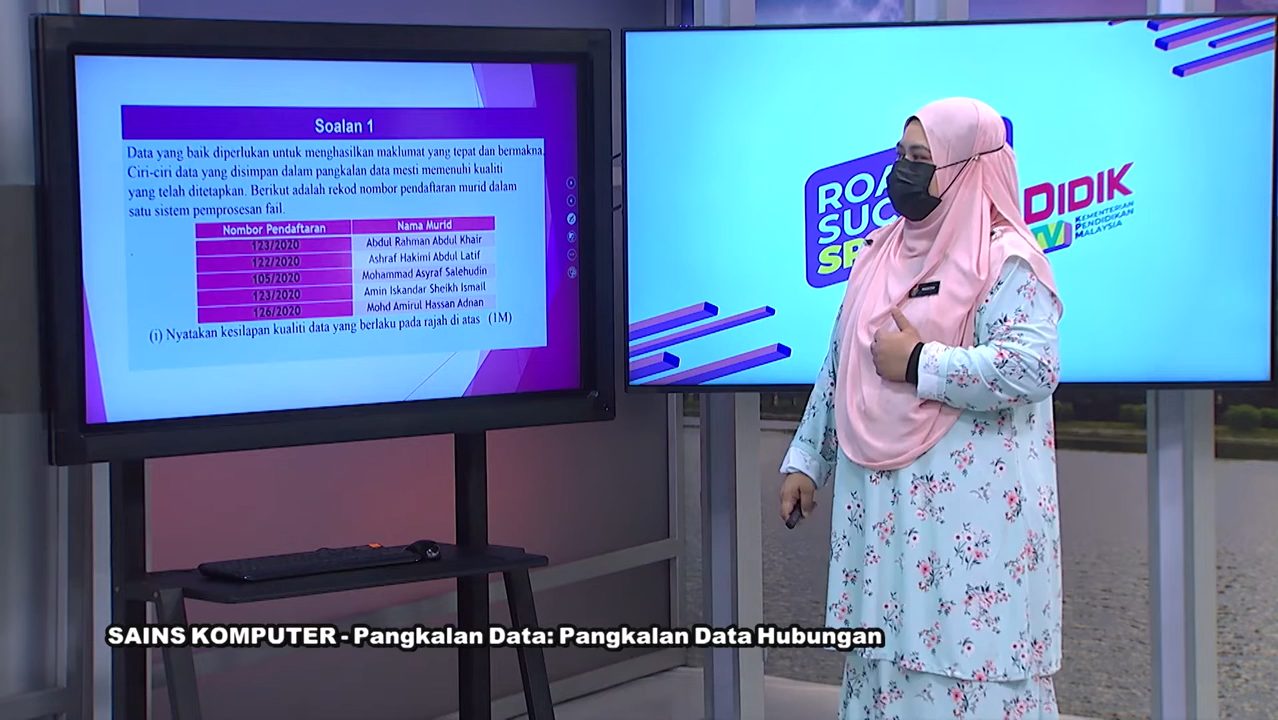 Soalan 1
Data yang baik diperlukan untuk menghasilkan maklumat yang tepat dan bermakna.
Ciri-ciri data yang disimpan dalam pangkalan data mesti memenuhi kualiti
yang telah ditetapkan. Berikut adalah rekod nombor pendaftaran murid dalam
satu sistem pemprosesan fail.
Nombor Pendaftaran Nama Murid
123/2020 Abdul Rahman Abdul Khair
122/2020 Ashraf Hakimi Abdul Latif
105/2020 Mohammad Asyraf Salehudin
123/2020 Amin Iskandar Sheikh Ismail
126/2020 Mohd Amirul Hassan Adnan
(i) Nyatakan kesilapan kualiti data yang berlaku pada rajah di atas (1M)
ROA
SUC
SP
DIDIK
TV
KEMENTERIAN
PENDIDIKAN
MALAYSIA
SAINS KOMPUTER - Pangkalan Data: Pangkalan Data Hubungan